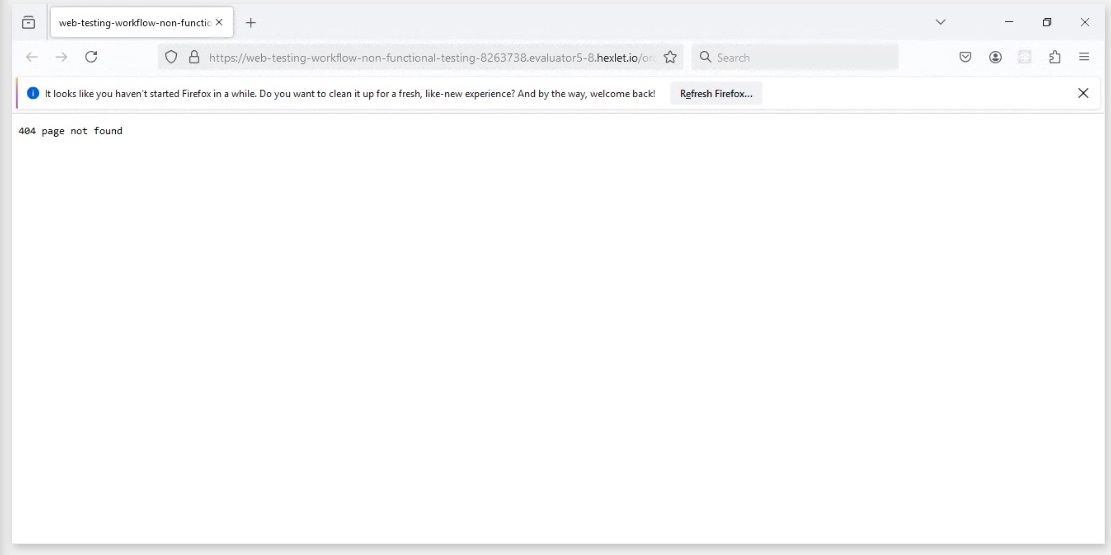 web-testing-workflow-non-functic
https://web-testing-workflow-non-functional-testing-8263738.evaluator5-8.hexlet.io/or
Search
It looks like you haven't started Firefox in a while. Do you want to clean it up for a fresh, like-new experience? And by the way, welcome back!
Refresh Firefox...
404 page not found